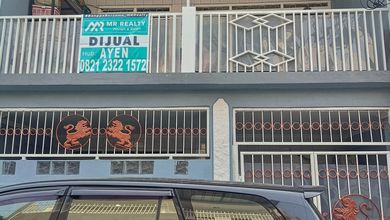 MR REALTY
DIJUAL
HUB: AYEN
0821 2322 1572